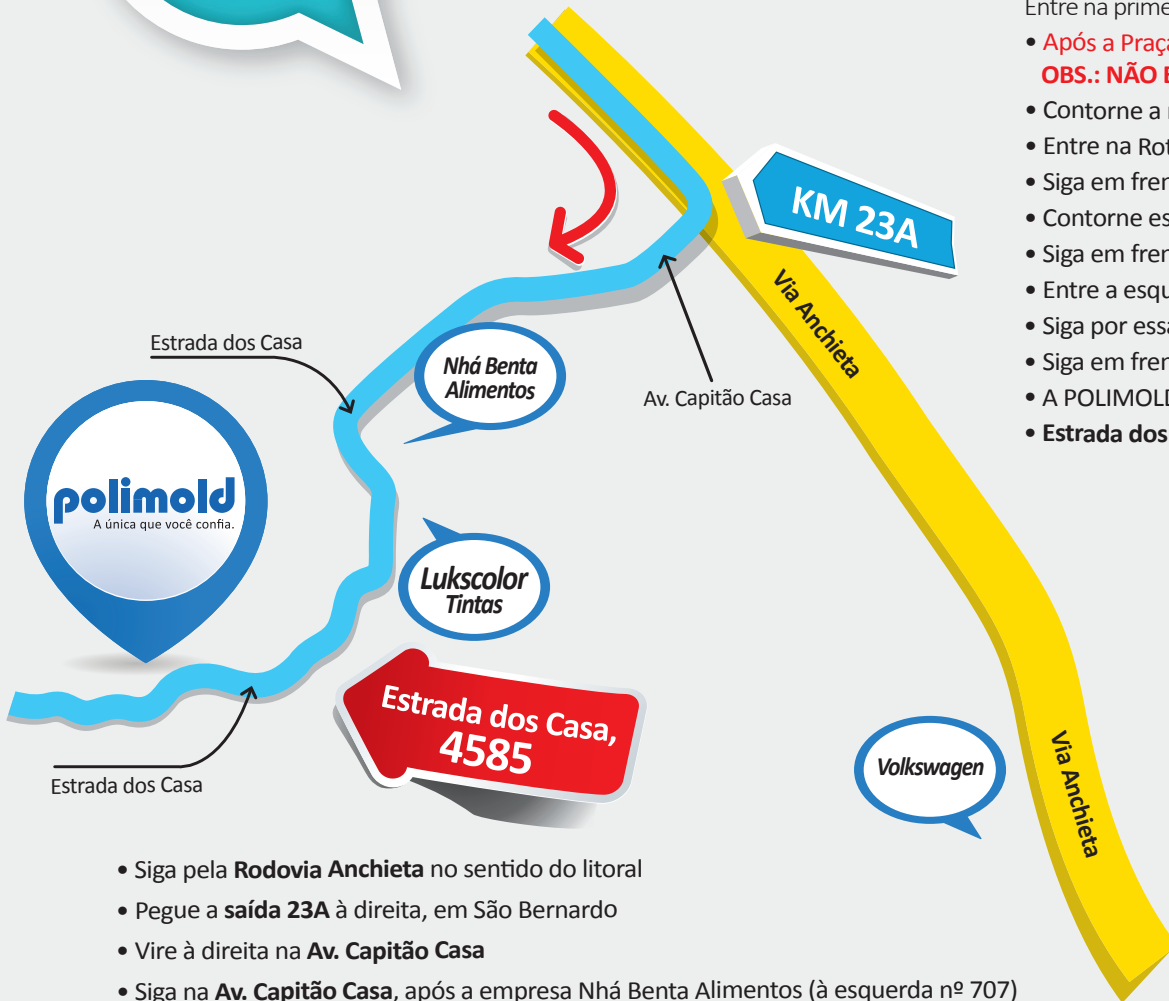 Entre na prime
• Após a Praça
OBS.: NÃO E
• Contorne a
• Entre na Rot
• Siga em fren
• Contorne es
• Siga em fren
• Entre a esqu
• Siga por essa
• Siga em fren
• A POLIMOLD
• Estrada dos
KM 23A
Via Anchieta
Estrada dos Casa
Nhá Benta
Alimentos
Av. Capitão Casa
polimold
A única que você confia.
Lukscolor
Tintas
Estrada dos Casa,
4585
Estrada dos Casa
Volkswagen
Via Anchieta
• Siga pela Rodovia Anchieta no sentido do litoral
• Pegue a saída 23A à direita, em São Bernardo
• Vire à direita na Av. Capitão Casa
• Siga na Av. Capitão Casa, após a empresa Nhá Benta Alimentos (à esquerda nº 707)